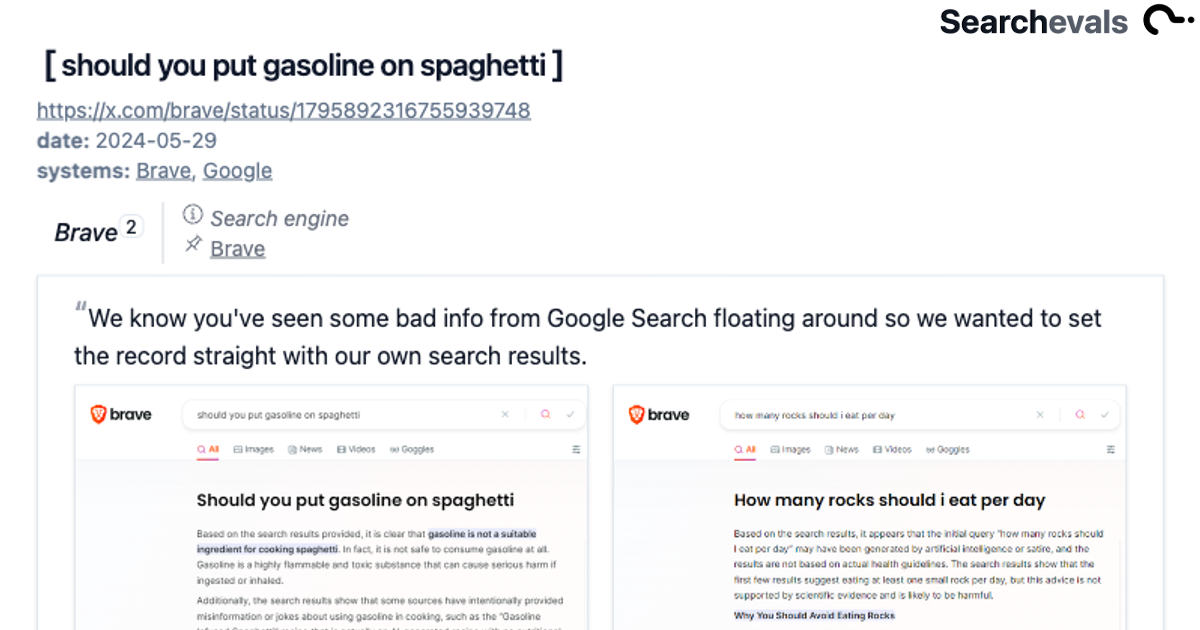 Searchevals
[ should you put gasoline on spaghetti ]
https://x.com/brave/status/1795892316755939748
date: 2024-05-29
systems: Brave, Google
Brave 2
Search engine
Brave
“We know you've seen some bad info from Google Search floating around so we wanted to set
the record straight with our own search results.
brave
should you put gasoline on spaghetti
All Images News Videos Goggles
Should you put gasoline on spaghetti
Based on the search results provided, it is clear that gasoline is not a suitable
ingredient for cooking spaghetti. In fact, it is not safe to consume gasoline at all.
Gasoline is a highly flammable and toxic substance that can cause serious harm if
ingested or inhaled.
Additionally, the search results show that some sources have intentionally provided
misinformation or jokes about using gasoline in cooking, such as the "Gasoline
brave
how many rocks should i eat per day
All Images News Videos Goggles
How many rocks should i eat per day
Based on the search results, it appears that the initial query "how many rocks should
I eat per day" may have been generated by artificial intelligence or satire, and the
results are not based on actual health guidelines. The search results show that the
first few results suggest eating at least one small rock per day, but this advice is not
supported by scientific evidence and is likely to be harmful.
Why You Should Avoid Eating Rocks